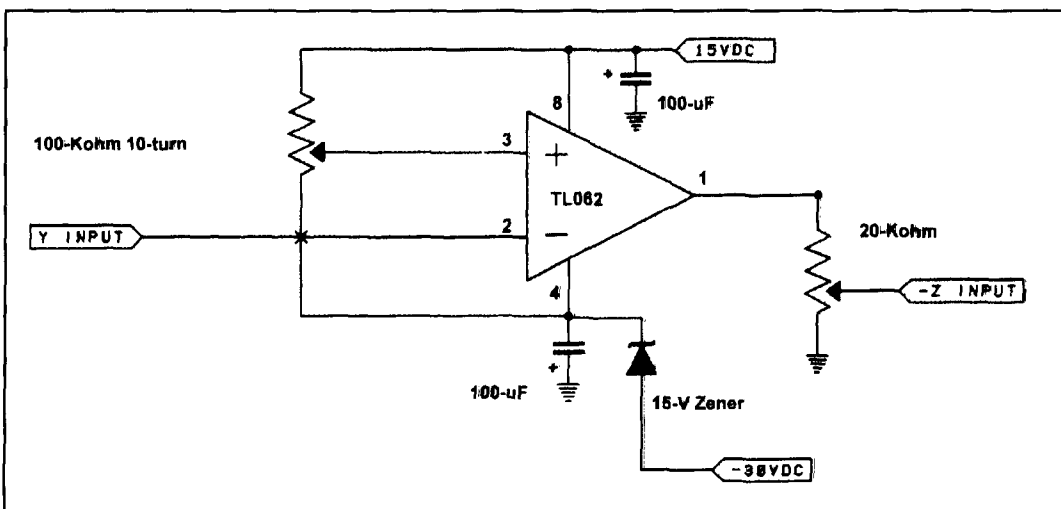 15VDC
+
8
100-uF
100-Kohm 10-turn
3
+
1
TL062
Y INPUT
2
−
20-Kohm
4
-Z INPUT
+
100-uF
15-V Zener
-30VDC